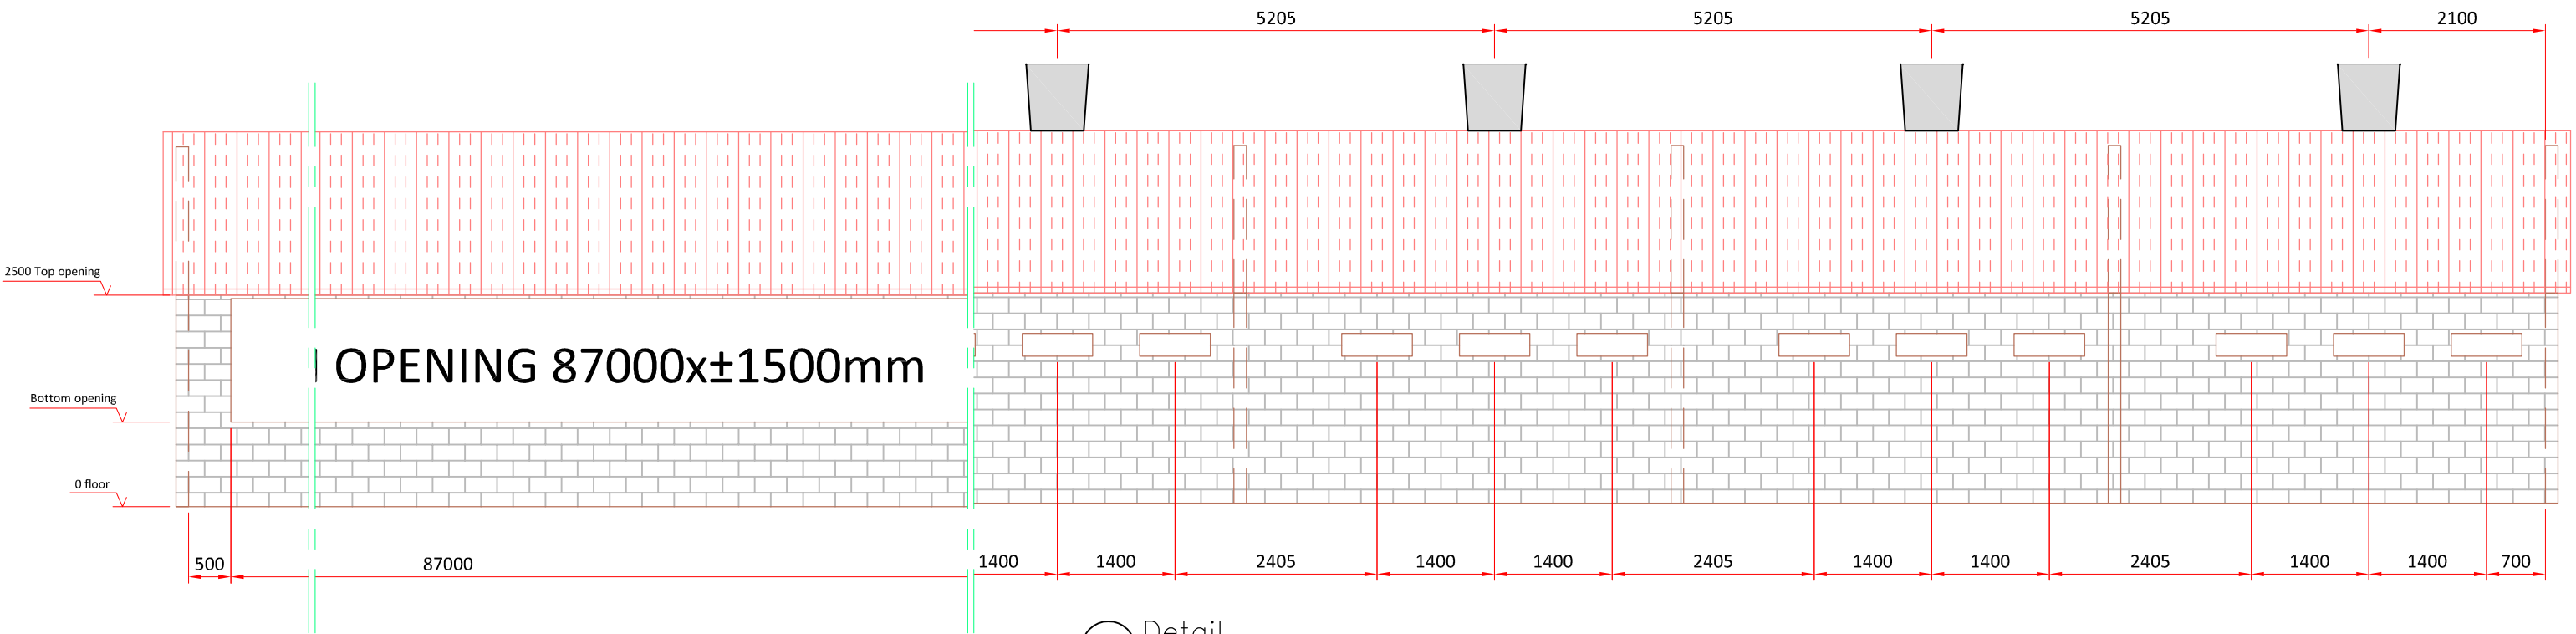 5205 5205 5205 2100
2500 Top opening
OPENING 87000x±1500mm
Bottom opening
0 floor
500 87000 1400 1400 2405 1400 1400 2405 1400 1400 2405 1400 1400 700
Detail